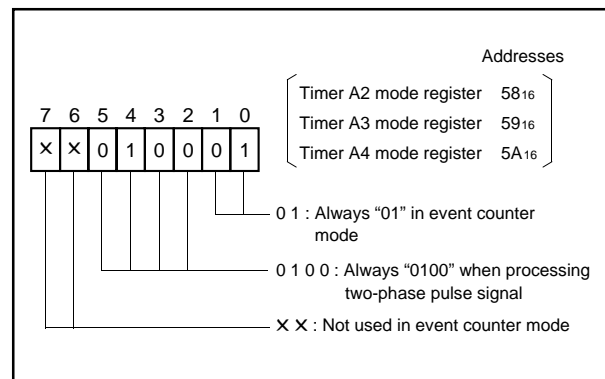 Addresses
Timer A2 mode register 5816
Timer A3 mode register 5916
Timer A4 mode register 5A16
7 6 5 4 3 2 1 0
× × 0 1 0 0 0 1
0 1 : Always “01” in event counter
mode
0 1 0 0 : Always “0100” when processing
two-phase pulse signal
× × : Not used in event counter mode